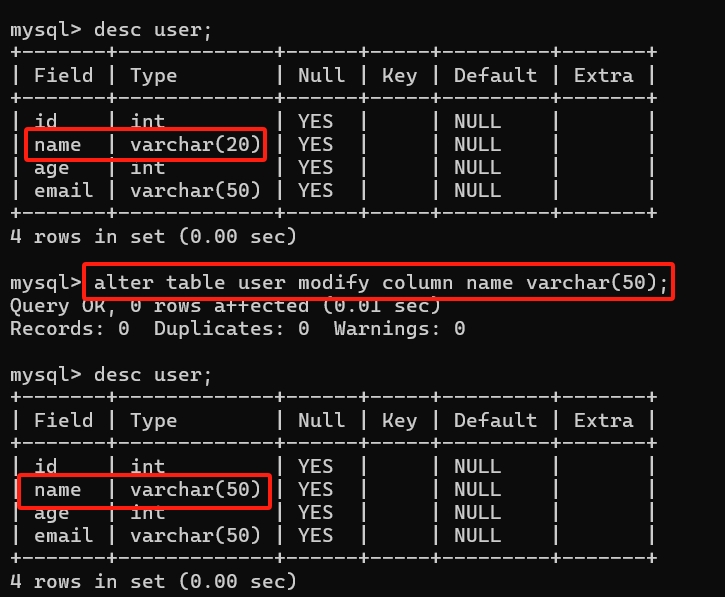 mysql> desc user;
+-------+-------------+------+-----+---------+-------+
| Field | Type        | Null | Key | Default | Extra |
+-------+-------------+------+-----+---------+-------+
| id    | int         | YES  |     | NULL    |       |
| name  | varchar(20) | YES  |     | NULL    |       |
| age   | int         | YES  |     | NULL    |       |
| email | varchar(50) | YES  |     | NULL    |       |
+-------+-------------+------+-----+---------+-------+
4 rows in set (0.00 sec)
mysql> alter table user modify column name varchar(50);
Query OK, 0 rows affected (0.01 sec)
Records: 0  Duplicates: 0  Warnings: 0
mysql> desc user;
+-------+-------------+------+-----+---------+-------+
| Field | Type        | Null | Key | Default | Extra |
+-------+-------------+------+-----+---------+-------+
| id    | int         | YES  |     | NULL    |       |
| name  | varchar(50) | YES  |     | NULL    |       |
| age   | int         | YES  |     | NULL    |       |
| email | varchar(50) | YES  |     | NULL    |       |
+-------+-------------+------+-----+---------+-------+
4 rows in set (0.00 sec)